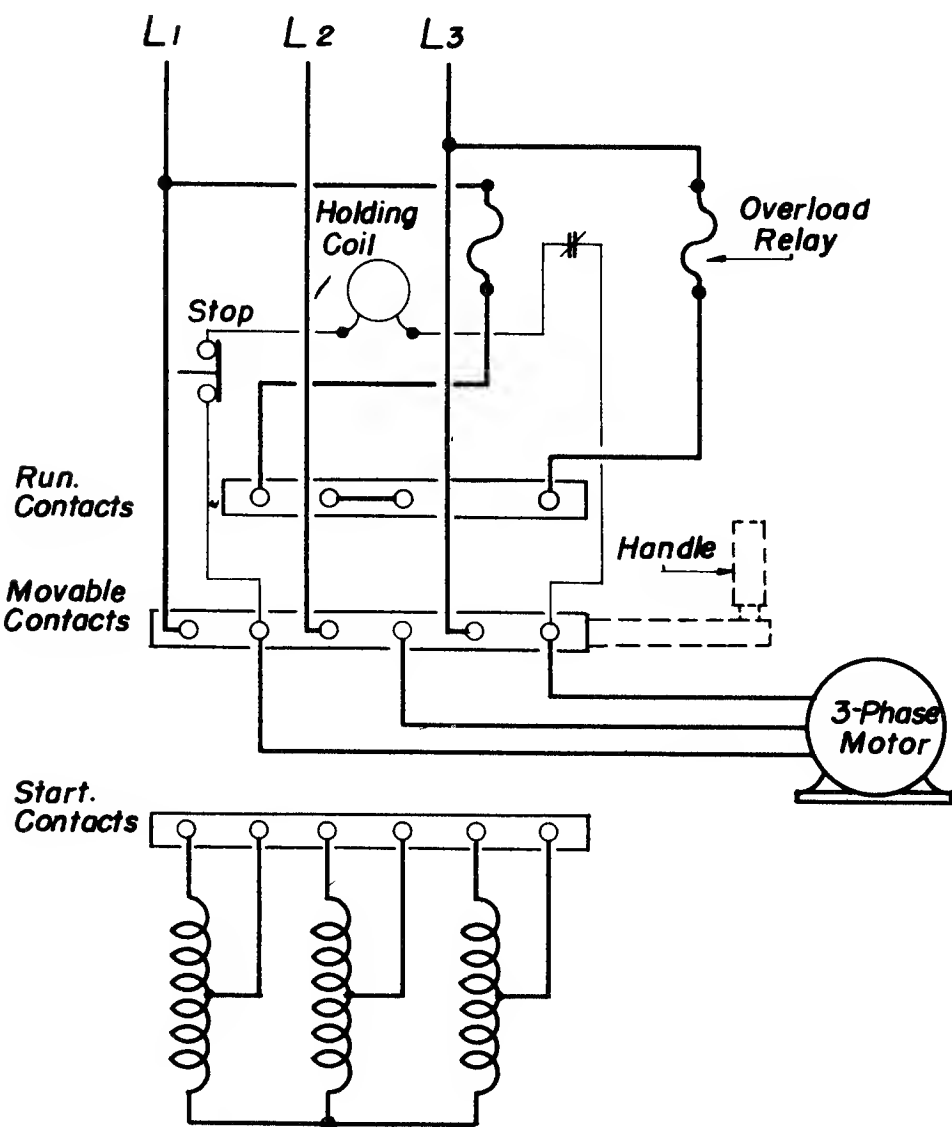 L1 L2 L3
Holding
Coil
Overload
Relay
Stop
Run.
Contacts
Handle
Movable
Contacts
3-Phase
Motor
Start.
Contacts